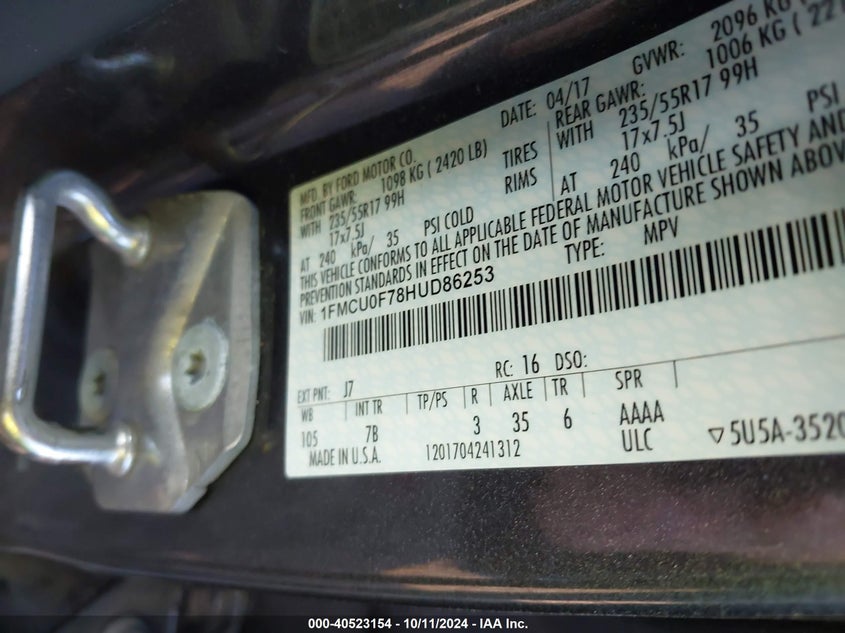 MFD. BY FORD MOTOR CO. DATE: 04/17 GVWR: 2096 KG
FRONT GAWR: 1098 KG ( 2420 LB) REAR GAWR: 1006 KG (
WITH 235/55R17 99H TIRES WITH 235/55R17 99H
17x7.5J RIMS 17x7.5J
AT 240 kPa/ 35 PSI COLD AT 240 kPa/ 35 PSI
THIS VEHICLE CONFORMS TO ALL APPLICABLE FEDERAL MOTOR VEHICLE SAFETY AND
PREVENTION STANDARDS IN EFFECT ON THE DATE OF MANUFACTURE SHOWN ABOV
VIN: 1FMCU0F78HUD86253 TYPE: MPV
EXT PNT: J7 RC: 16 DSO:
WB INT TR TP/PS R AXLE TR SPR
105 7B 3 35 6 AAAA
MADE IN U.S.A. 1201704241312 ULC ▽5U5A-3520
000-40523154 - 10/11/2024 - IAA Inc.